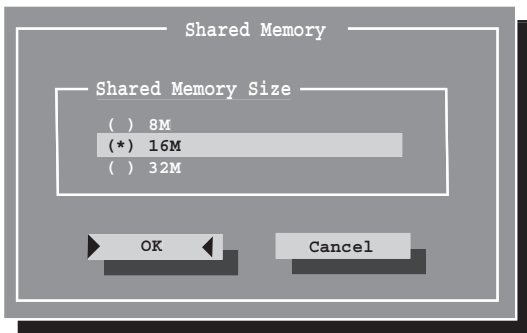 Shared Memory
Shared Memory Size
( ) 8M
(*) 16M
( ) 32M
OK
Cancel